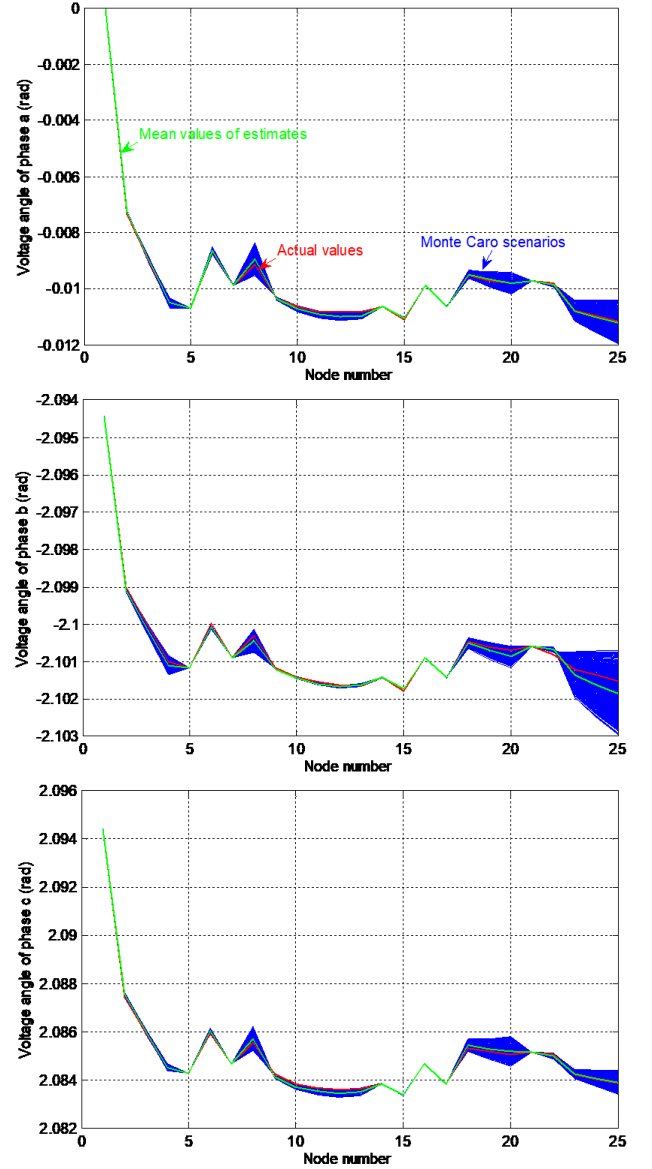 0
-0.002
-0.004
-0.006
-0.008
-0.01
-0.012
Voltage angle of phase a (rad)
Mean values of estimates
Actual values
Monte Caro scenarios
0 5 10 15 20 25
Node number
-2.094
-2.095
-2.096
-2.097
-2.098
-2.099
-2.1
-2.101
-2.102
-2.103
Voltage angle of phase b (rad)
0 5 10 15 20 25
Node number
2.096
2.094
2.092
2.09
2.088
2.086
2.084
2.082
Voltage angle of phase c (rad)
0 5 10 15 20 25
Node number